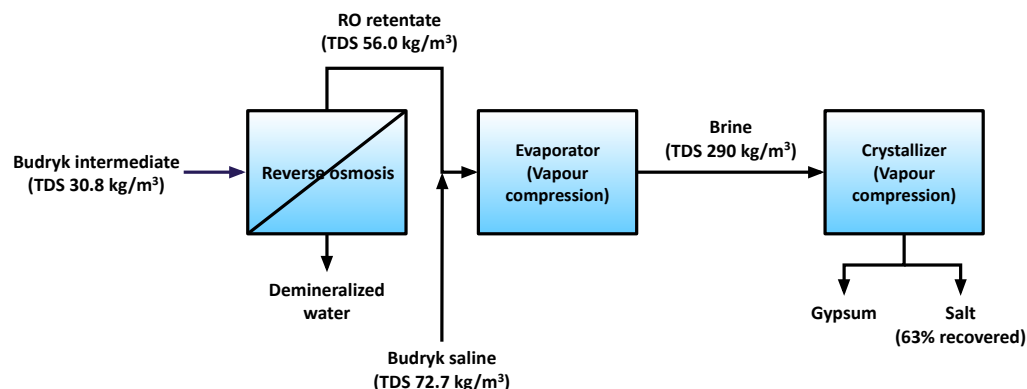 RO retentate
(TDS 56.0 kg/m³)
Budryk intermediate
(TDS 30.8 kg/m³)
Reverse osmosis
Demineralized
water
Budryk saline
(TDS 72.7 kg/m³)
Evaporator
(Vapour
compression)
Brine
(TDS 290 kg/m³)
Crystallizer
(Vapour
compression)
Gypsum
Salt
(63% recovered)